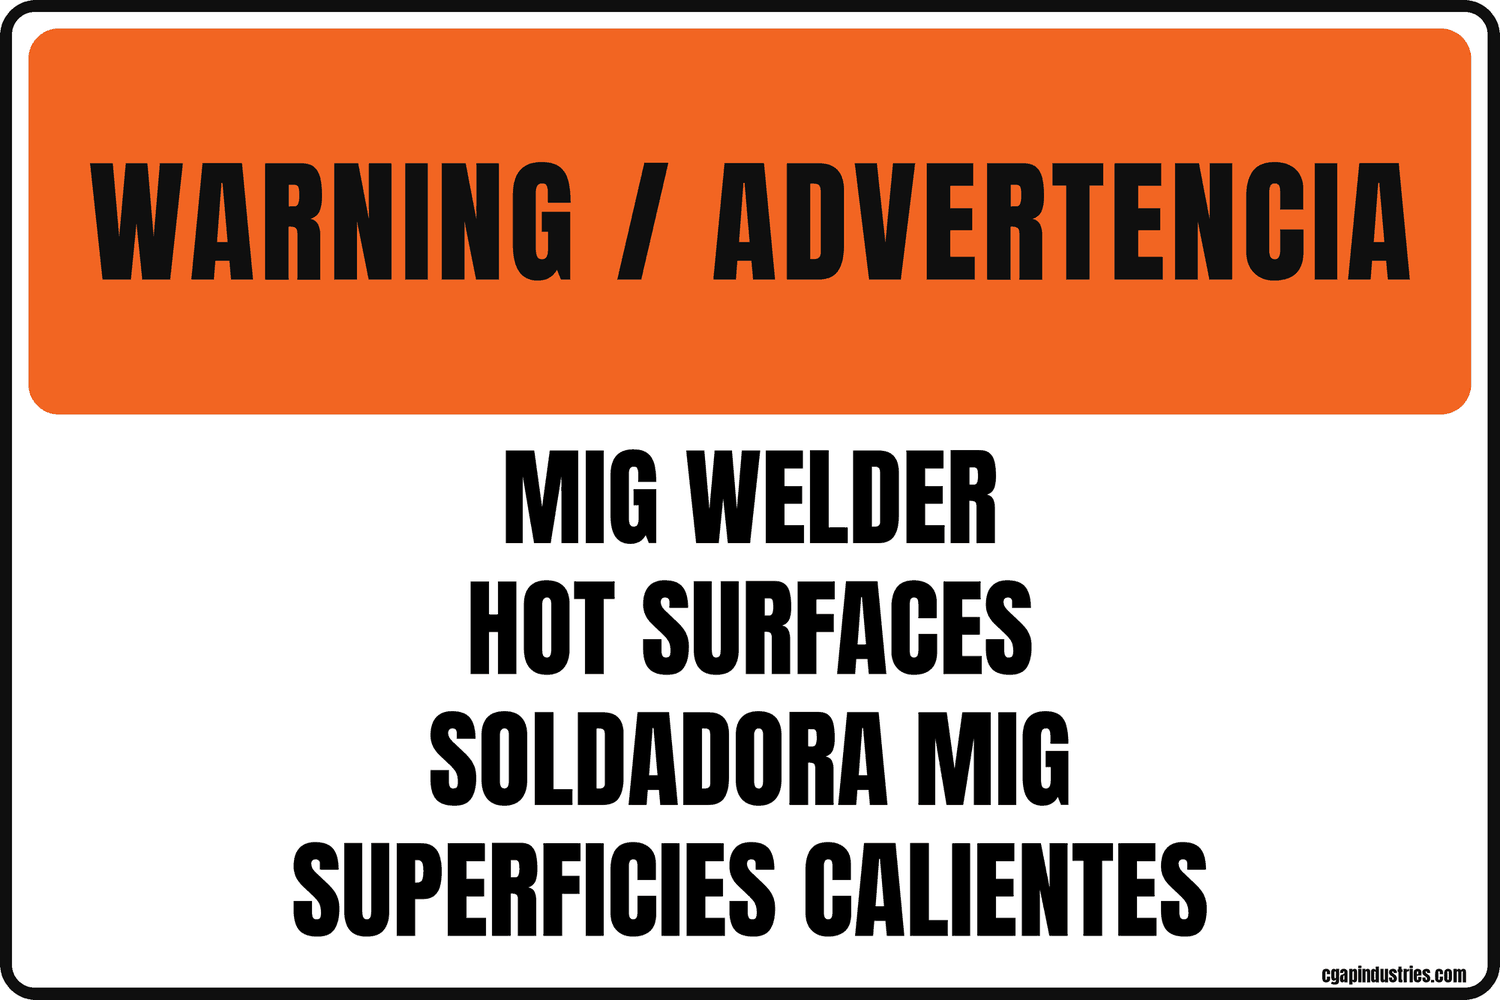 WARNING / ADVERTENCIA
MIG WELDER
HOT SURFACES
SOLDADORA MIG
SUPERFICIES CALIENTES
cgapindustries.com